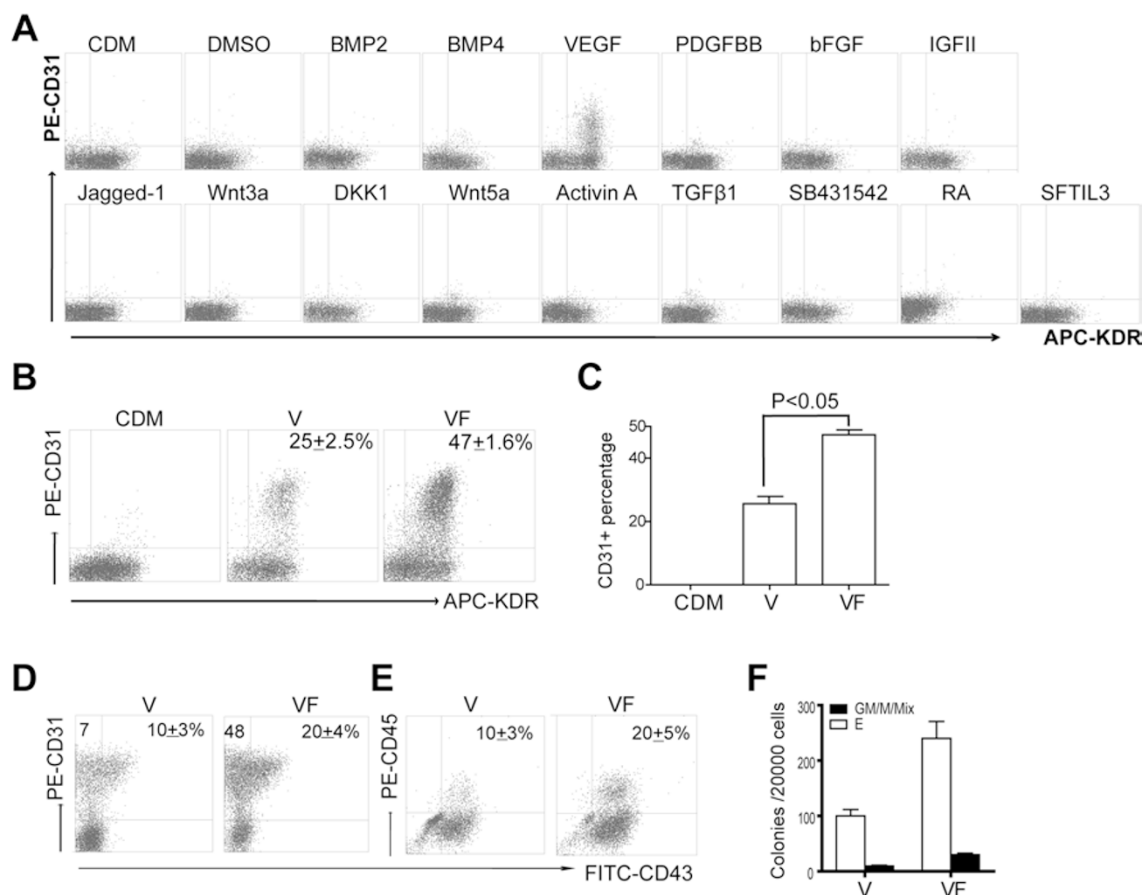 A
CDM DMSO BMP2 BMP4 VEGF PDGFBB bFGF IGFII
PE-CD31
Jagged-1 Wnt3a DKK1 Wnt5a Activin A TGFβ1 SB431542 RA SFTIL3
APC-KDR
B
CDM V VF
25±2.5% 47±1.6%
PE-CD31
APC-KDR
C
P<0.05
50
40
20
0
CD31+ percentage
CDM V VF
D
V VF
7 10±3% 48 20±4%
PE-CD31
E
V VF
10±3% 20±5%
PE-CD45
FITC-CD43
F
GM/M/Mix
E
300
200
100
0
Colonies /20000 cells
V VF